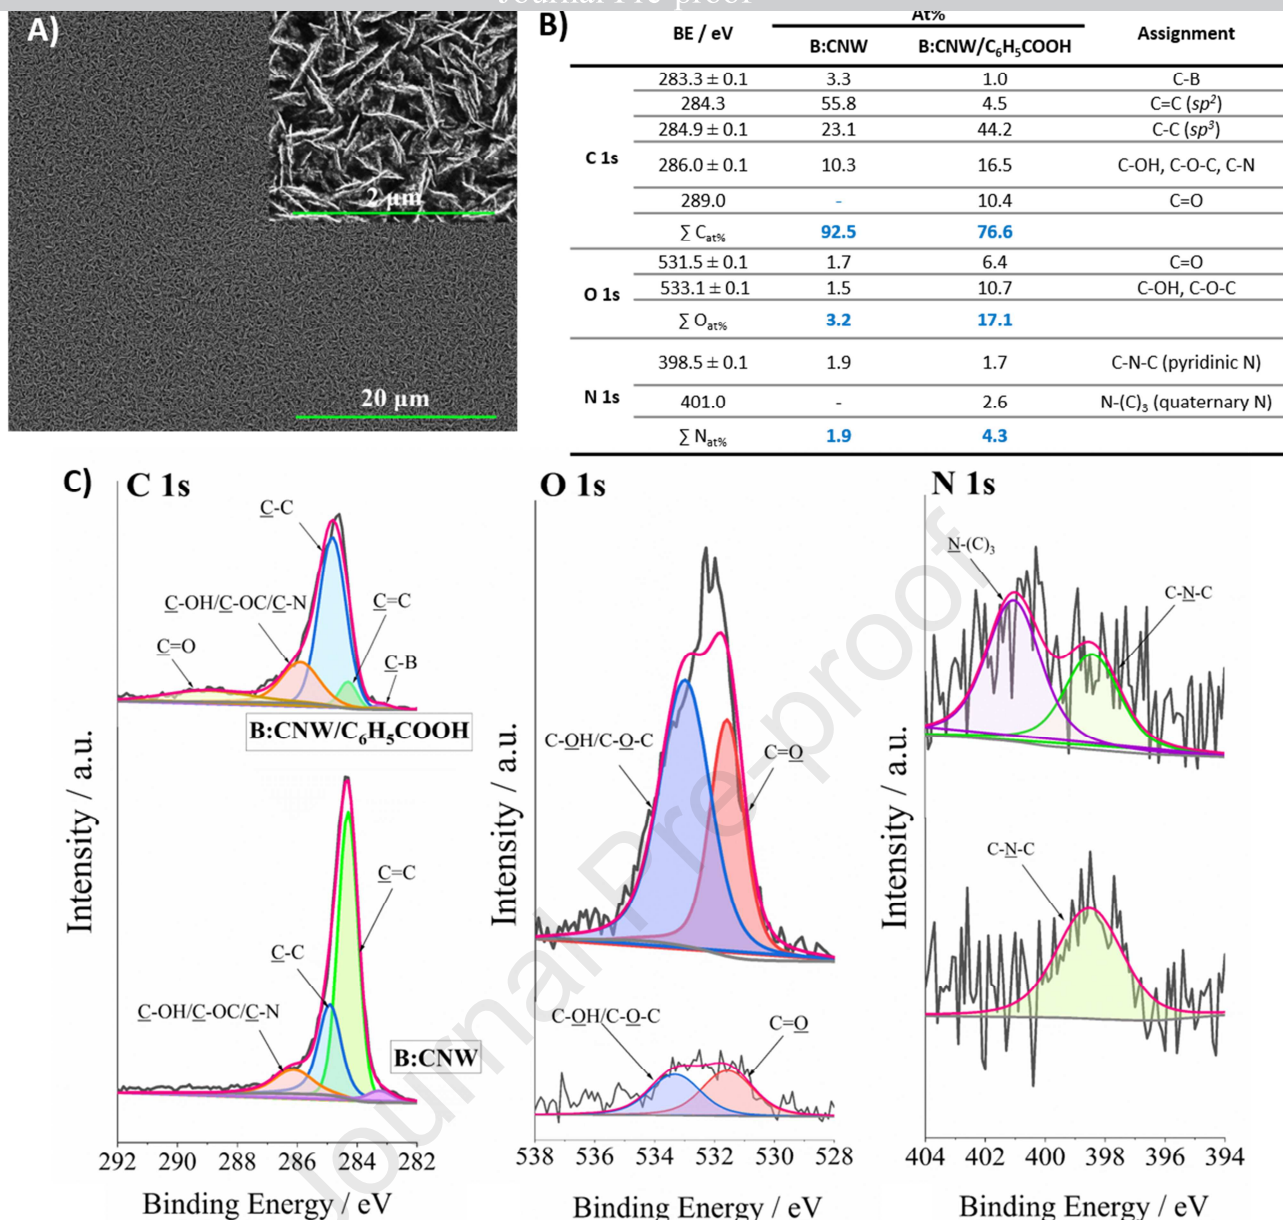 Journal Pre-proof
A)
2 µm
20 µm
B)
At%
BE / eV B:CNW B:CNW/C₆H₅COOH Assignment
C 1s
283.3 ± 0.1 3.3 1.0 C-B
284.3 55.8 4.5 C=C (sp²)
284.9 ± 0.1 23.1 44.2 C-C (sp³)
286.0 ± 0.1 10.3 16.5 C-OH, C-O-C, C-N
289.0 - 10.4 C=O
∑ Cat% 92.5 76.6
O 1s
531.5 ± 0.1 1.7 6.4 C=O
533.1 ± 0.1 1.5 10.7 C-OH, C-O-C
∑ Oat% 3.2 17.1
N 1s
398.5 ± 0.1 1.9 1.7 C-N-C (pyridinic N)
401.0 - 2.6 N-(C)₃ (quaternary N)
∑ Nat% 1.9 4.3
C)
C 1s
C-C
C-OH/C-OC/C-N
C=C
C=O
C-B
B:CNW/C₆H₅COOH
C=C
C-C
C-OH/C-OC/C-N
B:CNW
Intensity / a.u.
292 290 288 286 284 282
Binding Energy / eV
O 1s
C-OH/C-O-C
C=O
C-OH/C-O-C
C=O
Intensity / a.u.
538 536 534 532 530 528
Binding Energy / eV
N 1s
N-(C)₃
C-N-C
C-N-C
Intensity / a.u.
404 402 400 398 396 394
Binding Energy / eV
Journal Pre-proof